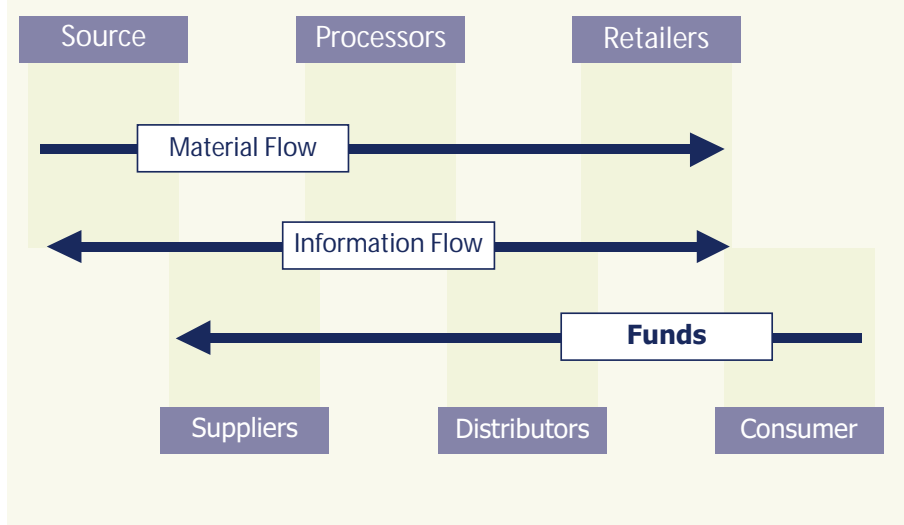 Source
Processors
Retailers
Material Flow
Information Flow
Funds
Suppliers
Distributors
Consumer